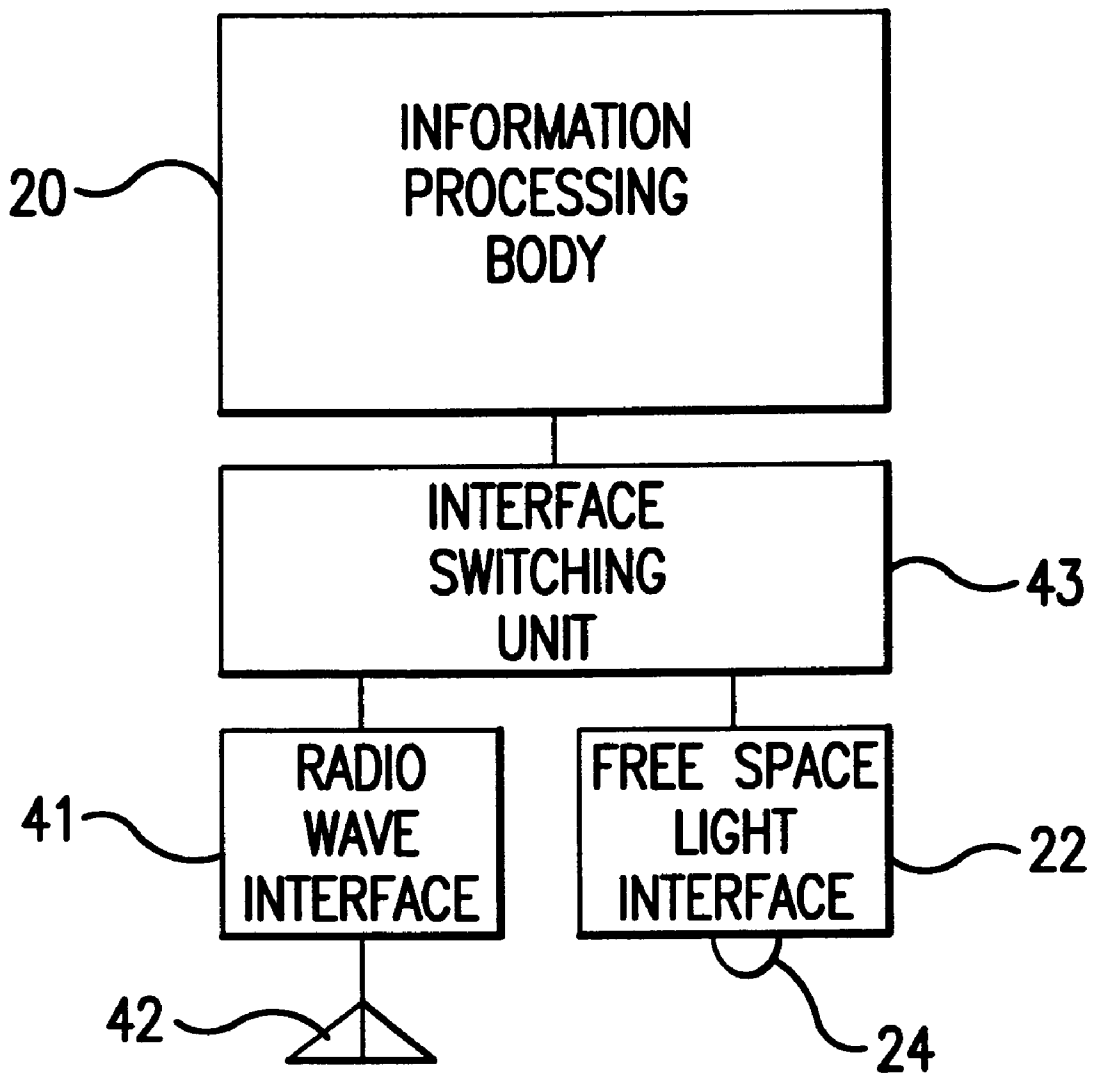 INFORMATION
PROCESSING
BODY
20
INTERFACE
SWITCHING
UNIT
43
RADIO
WAVE
INTERFACE
41
FREE SPACE
LIGHT
INTERFACE
22
42
24